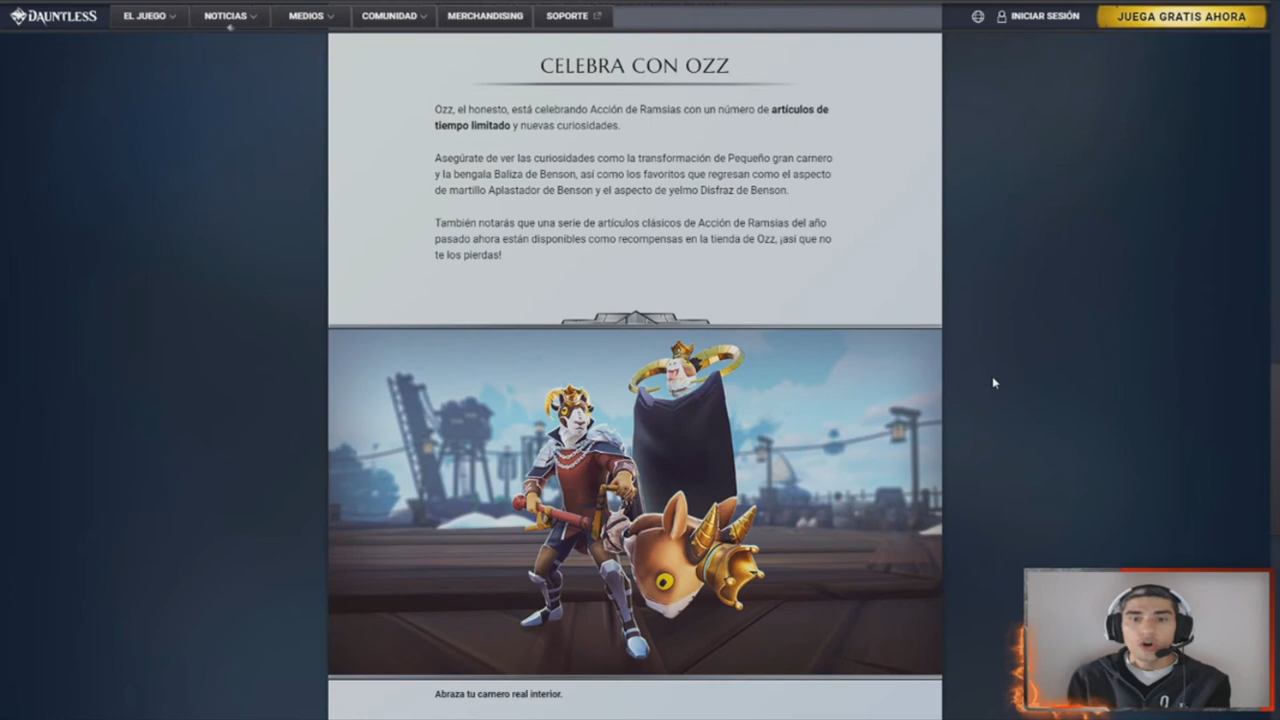 DAUNTLESS
EL JUEGO
NOTICIAS
MEDIOS
COMUNIDAD
MERCHANDISING
SOPORTE
INICIAR SESIÓN
JUEGA GRATIS AHORA
CELEBRA CON OZZ
Ozz, el honesto, está celebrando Acción de Ramsias con un número de artículos de
tiempo limitado y nuevas curiosidades.
Asegúrate de ver las curiosidades como la transformación de Pequeño gran carnero
y la bengala Baliza de Benson, así como los favoritos que regresan como el aspecto
de martillo Aplastador de Benson y el aspecto de yelmo Disfraz de Benson.
También notarás que una serie de artículos clásicos de Acción de Ramsias del año
pasado ahora están disponibles como recompensas en la tienda de Ozz, ¡así que no
te los pierdas!
Abraza tu carnero real interior.